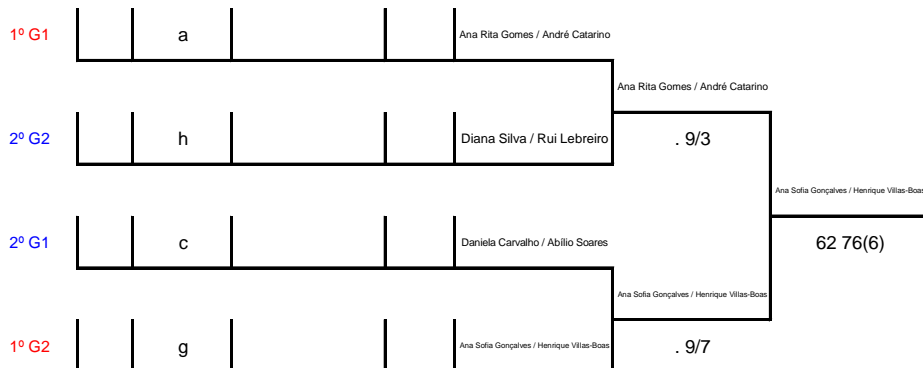 1º G1 a Ana Rita Gomes / André Catarino
Ana Rita Gomes / André Catarino
2º G2 h Diana Silva / Rui Lebreiro . 9/3
Ana Sofia Gonçalves / Henrique Villas-Boas
2º G1 c Daniela Carvalho / Abílio Soares 62 76(6)
Ana Sofia Gonçalves / Henrique Villas-Boas
1º G2 g Ana Sofia Gonçalves / Henrique Villas-Boas . 9/7